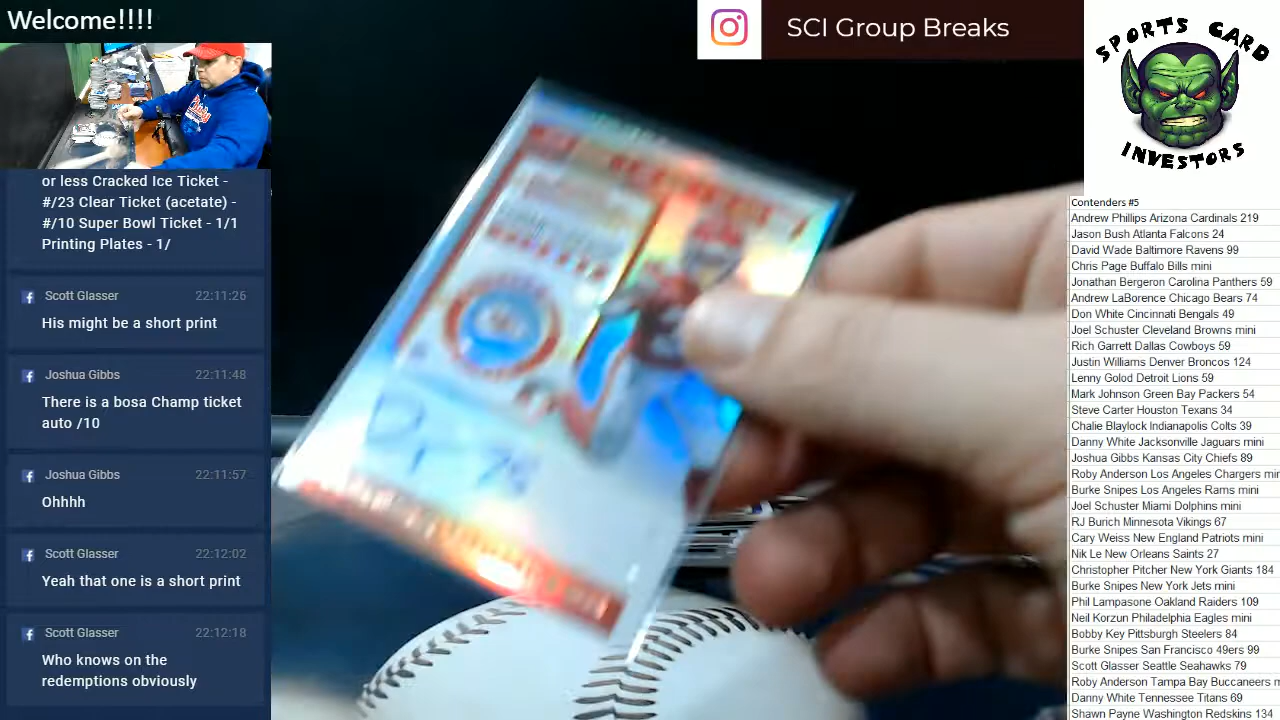 Welcome!!!!
SCI Group Breaks
SPORTS CARD
INVESTORS
or less Cracked Ice Ticket -
#/23 Clear Ticket (acetate) -
#/10 Super Bowl Ticket - 1/1
Printing Plates - 1/
Scott Glasser 22:11:26
His might be a short print
Joshua Gibbs 22:11:48
There is a bosa Champ ticket
auto /10
Joshua Gibbs 22:11:57
Ohhhh
Scott Glasser 22:12:02
Yeah that one is a short print
Scott Glasser 22:12:18
Who knows on the
redemptions obviously
Contenders #5
Andrew Phillips Arizona Cardinals 219
Jason Bush Atlanta Falcons 24
David Wade Baltimore Ravens 99
Chris Page Buffalo Bills mini
Jonathan Bergeron Carolina Panthers 59
Andrew LaBorence Chicago Bears 74
Don White Cincinnati Bengals 49
Joel Schuster Cleveland Browns mini
Rich Garrett Dallas Cowboys 59
Justin Williams Denver Broncos 124
Lenny Golod Detroit Lions 59
Mark Johnson Green Bay Packers 54
Steve Carter Houston Texans 34
Chalie Blaylock Indianapolis Colts 39
Danny White Jacksonville Jaguars mini
Joshua Gibbs Kansas City Chiefs 89
Roby Anderson Los Angeles Chargers min
Burke Snipes Los Angeles Rams mini
Joel Schuster Miami Dolphins mini
RJ Burich Minnesota Vikings 67
Cary Weiss New England Patriots mini
Nik Le New Orleans Saints 27
Christopher Pitcher New York Giants 184
Burke Snipes New York Jets mini
Phil Lampasone Oakland Raiders 109
Neil Korzun Philadelphia Eagles mini
Bobby Key Pittsburgh Steelers 84
Burke Snipes San Francisco 49ers 99
Scott Glasser Seattle Seahawks 79
Roby Anderson Tampa Bay Buccaneers m
Danny White Tennessee Titans 69
Shawn Payne Washington Redskins 134